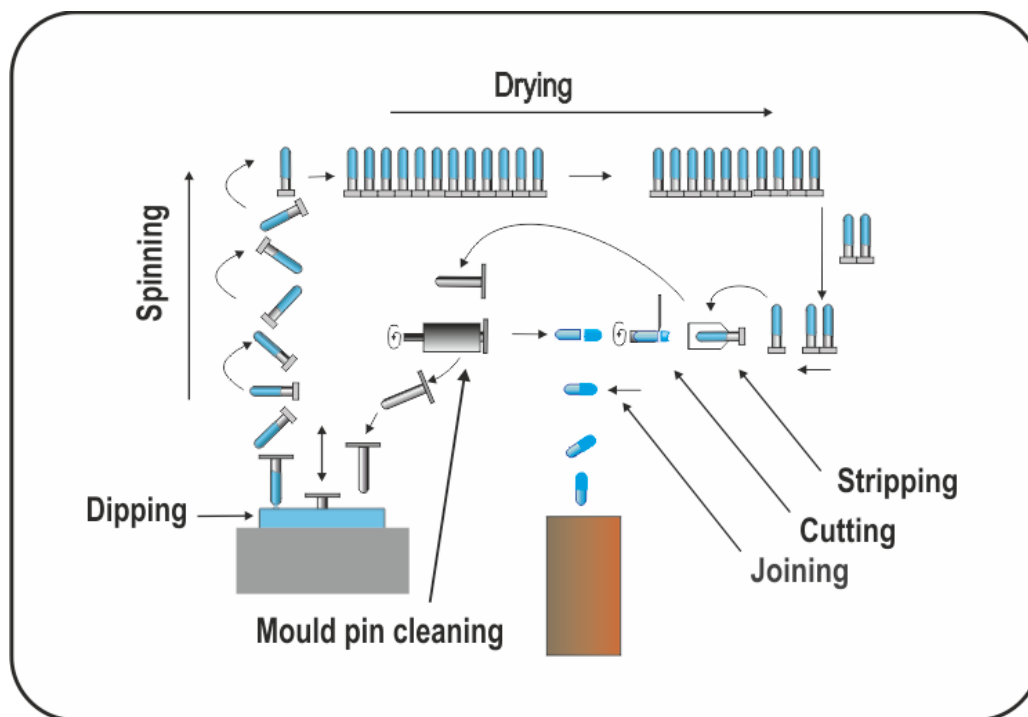 Drying
Spinning
Dipping
Stripping
Cutting
Joining
Mould pin cleaning